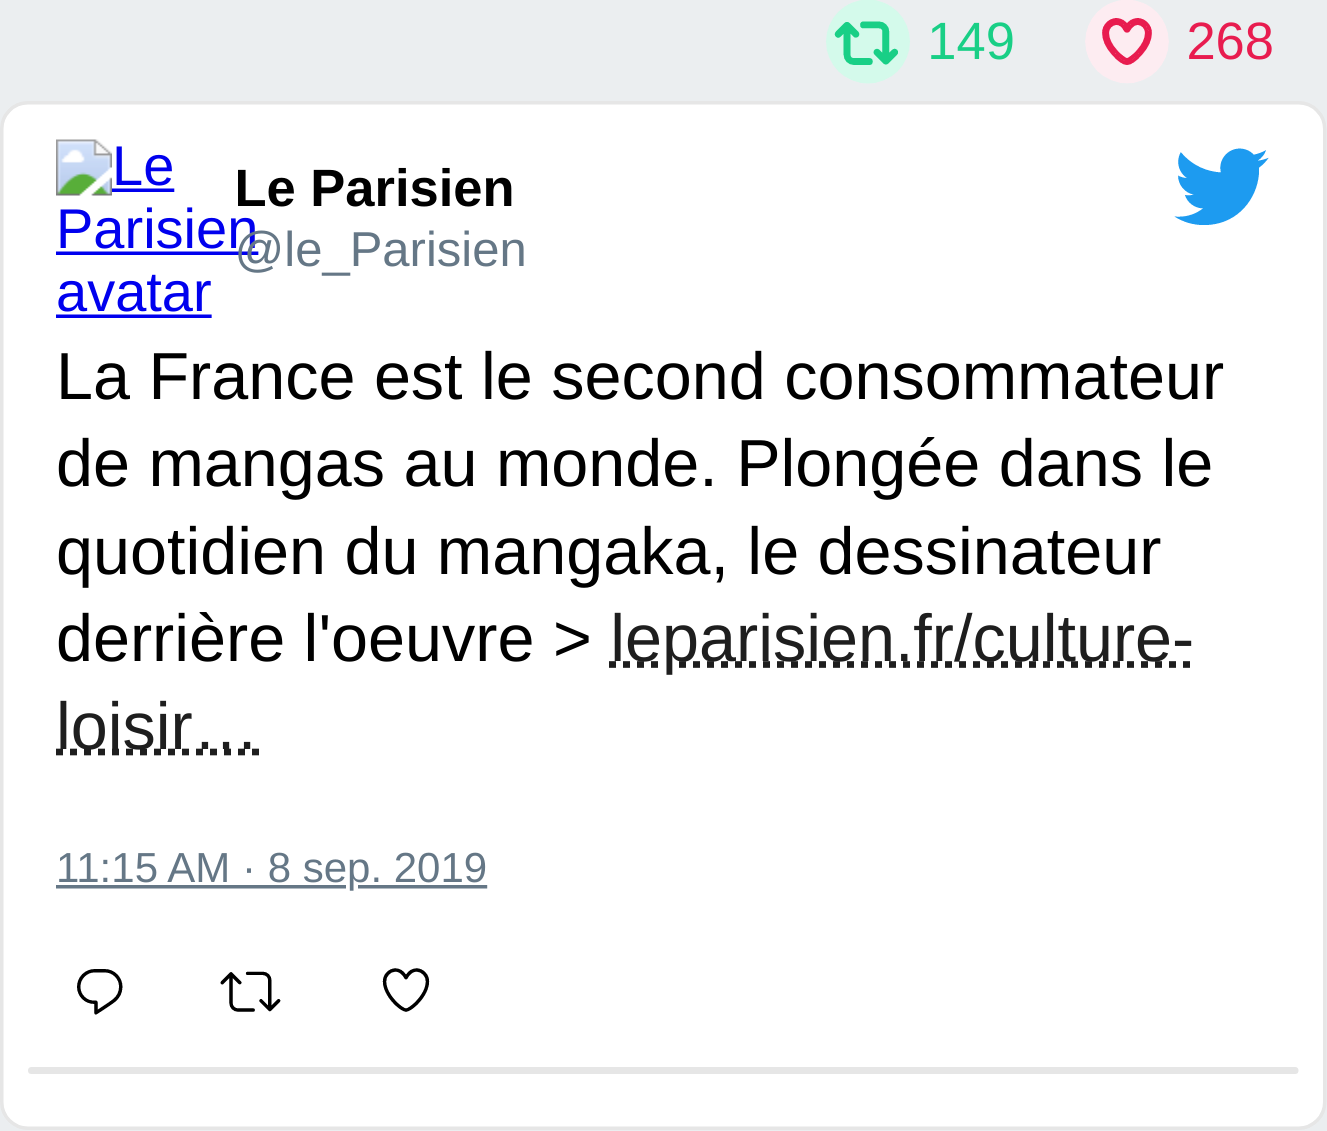 149 268
Le
Parisien
avatar
Le Parisien
@le_Parisien
La France est le second consommateur
de mangas au monde. Plongée dans le
quotidien du mangaka, le dessinateur
derrière l'oeuvre > leparisien.fr/culture-
loisir…
11:15 AM · 8 sep. 2019